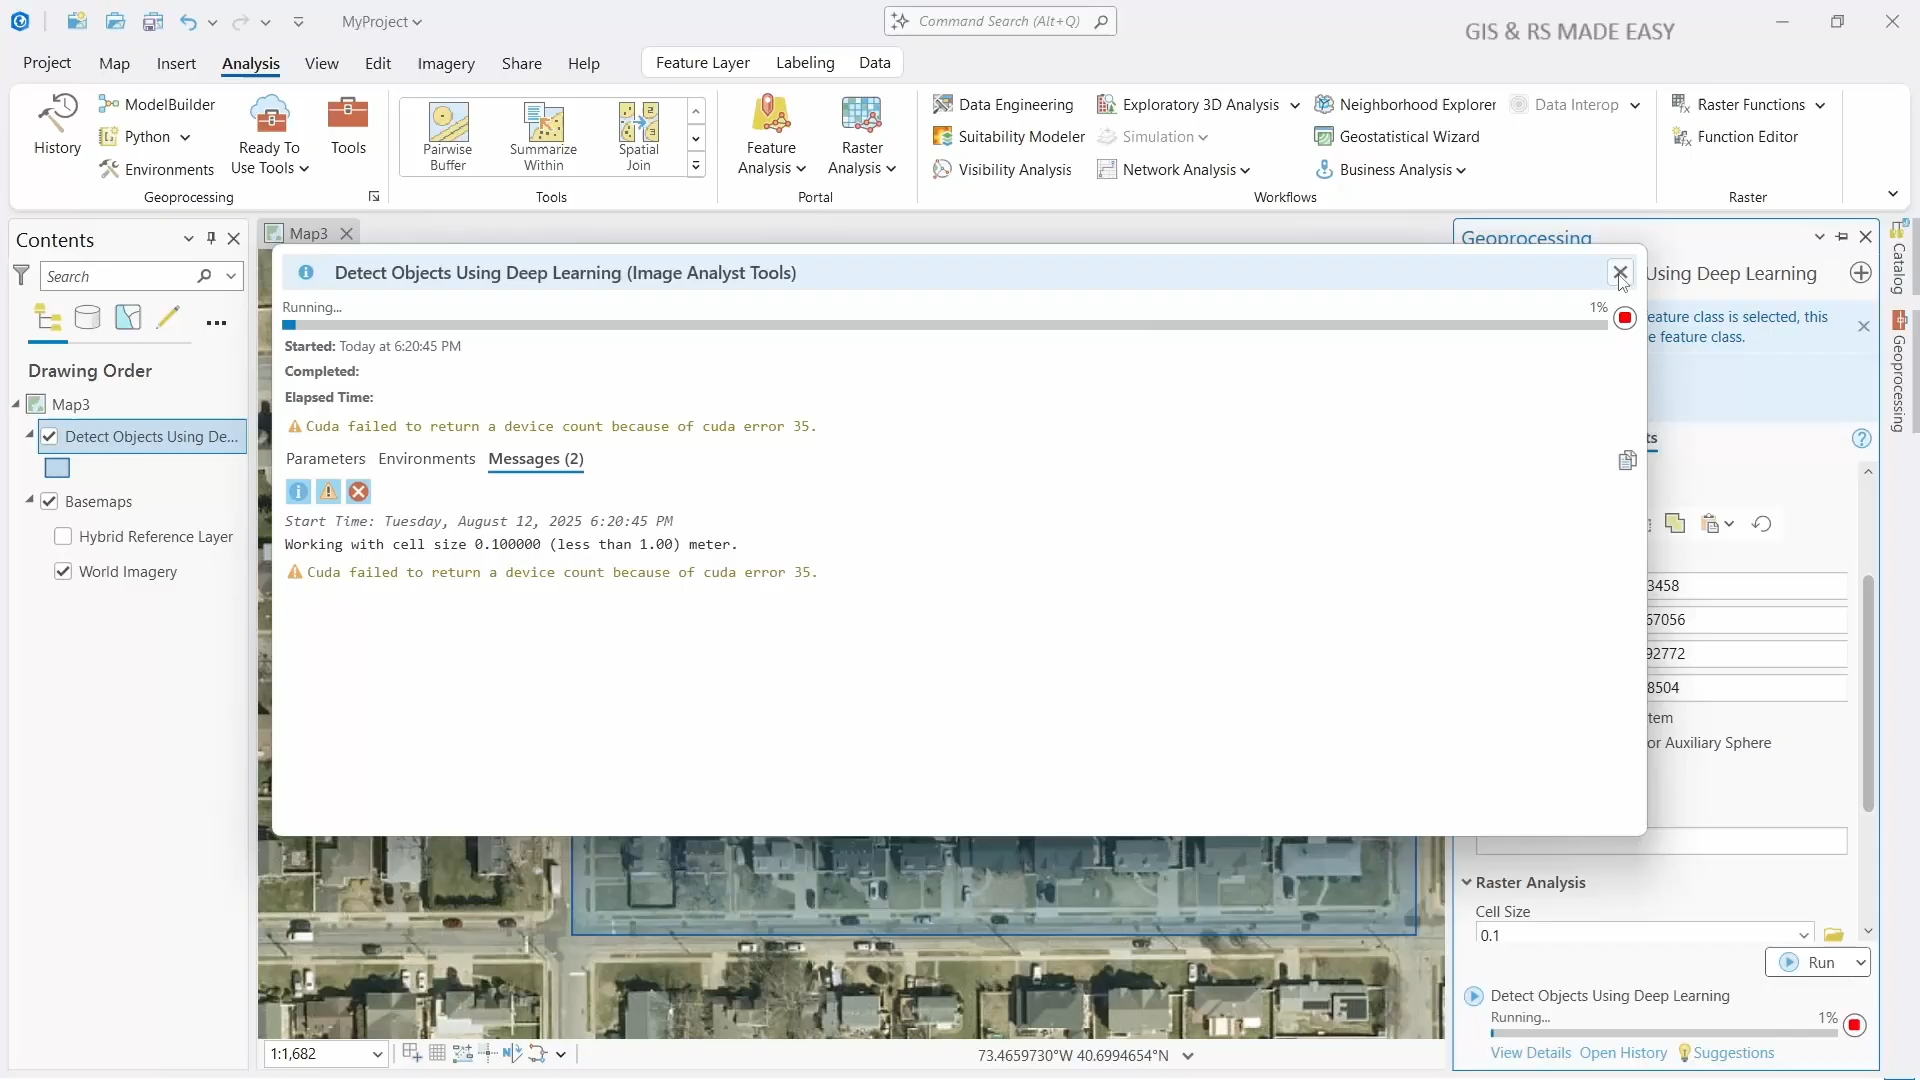 MyProject
Command Search (Alt+Q)
GIS & RS MADE EASY
Project
Map
Insert
Analysis
View
Edit
Imagery
Share
Help
Feature Layer
Labeling
Data
History
ModelBuilder
Python
Environments
Ready To
Use Tools
Tools
Geoprocessing
Pairwise
Buffer
Summarize
Within
Spatial
Join
Tools
Feature
Analysis
Raster
Analysis
Portal
Data Engineering
Suitability Modeler
Visibility Analysis
Exploratory 3D Analysis
Simulation
Network Analysis
Neighborhood Explorer
Geostatistical Wizard
Business Analysis
Data Interop
Workflows
Raster Functions
Function Editor
Raster
Contents
Search
Drawing Order
Map3
Detect Objects Using De...
Basemaps
Hybrid Reference Layer
World Imagery
Map3
Detect Objects Using Deep Learning (Image Analyst Tools)
Running...
1%
Started: Today at 6:20:45 PM
Completed:
Elapsed Time:
Cuda failed to return a device count because of cuda error 35.
Parameters
Environments
Messages (2)
Start Time: Tuesday, August 12, 2025 6:20:45 PM
Working with cell size 0.100000 (less than 1.00) meter.
Cuda failed to return a device count because of cuda error 35.
Geoprocessing
Using Deep Learning
eature class is selected, this
e feature class.
ts
3458
67056
92772
8504
tem
or Auxiliary Sphere
Raster Analysis
Cell Size
0.1
Run
Detect Objects Using Deep Learning
Running...
1%
View Details
Open History
Suggestions
Catalog
Geoprocessing
1:1,682
73.4659730°W 40.6994654°N